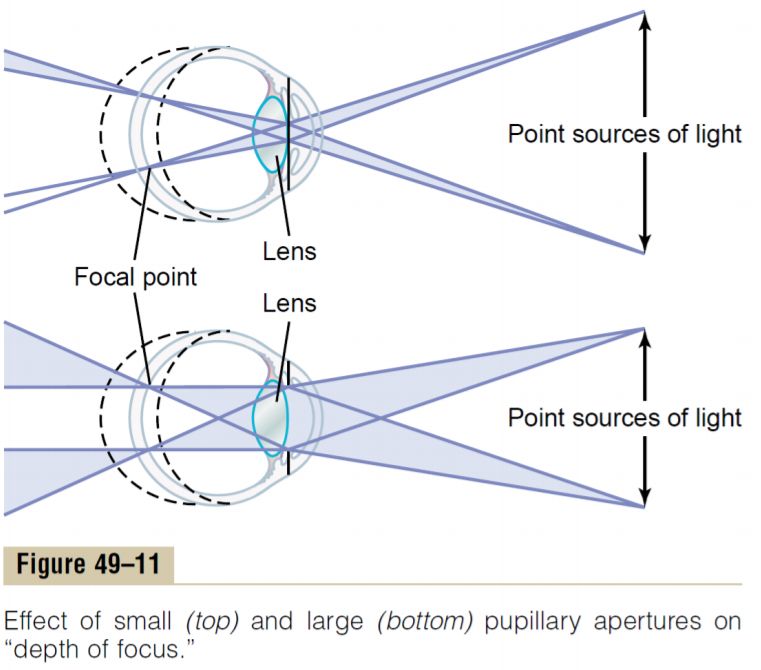 Point sources of light
Lens
Focal point
Lens
Point sources of light
Figure 49–11
Effect of small (top) and large (bottom) pupillary apertures on
“depth of focus.”